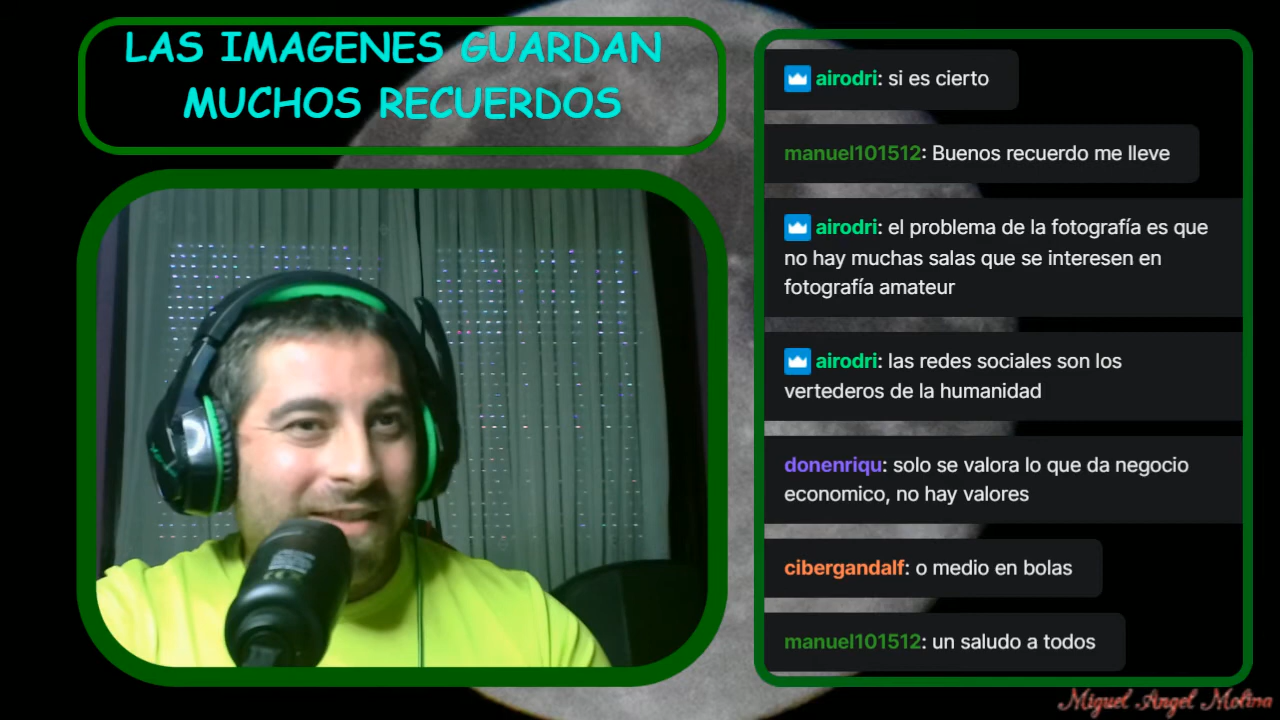 LAS IMAGENES GUARDAN
MUCHOS RECUERDOS
airodri: si es cierto
manuel101512: Buenos recuerdo me lleve
airodri: el problema de la fotografía es que
no hay muchas salas que se interesen en
fotografía amateur
airodri: las redes sociales son los
vertederos de la humanidad
donenriqu: solo se valora lo que da negocio
economico, no hay valores
cibergandalf: o medio en bolas
manuel101512: un saludo a todos
Miguel Angel Molina